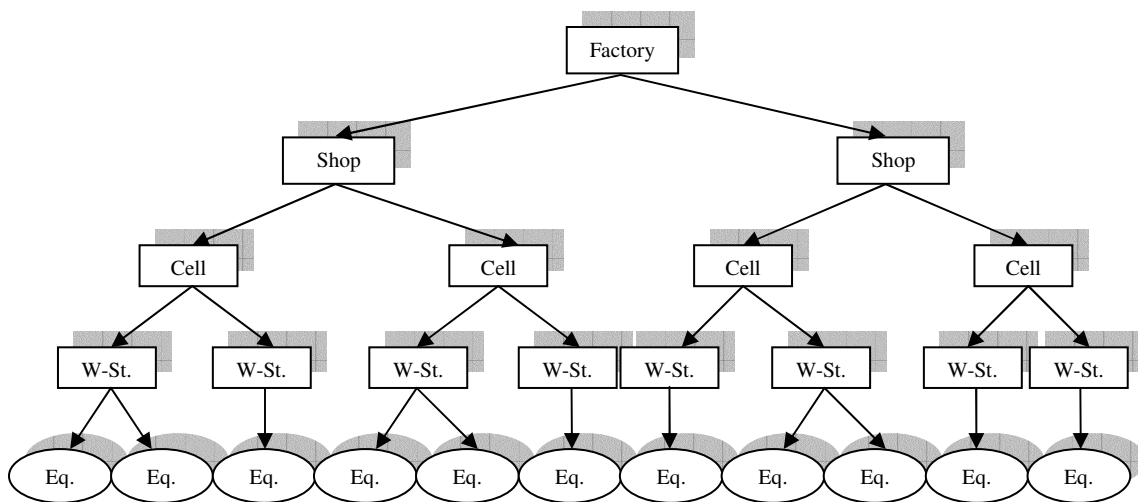 Factory
Shop Shop
Cell Cell Cell Cell
W-St. W-St. W-St. W-St. W-St. W-St. W-St. W-St.
Eq. Eq. Eq. Eq. Eq. Eq. Eq. Eq. Eq. Eq. Eq.